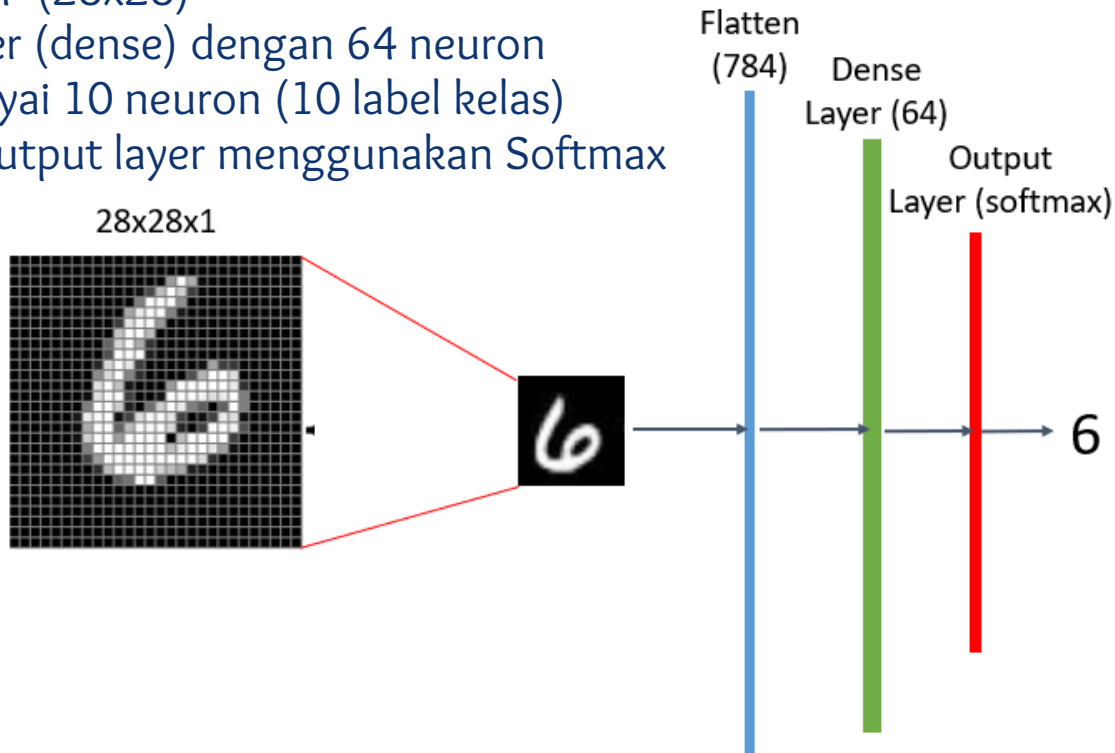 (28x28)
er (dense) dengan 64 neuron
yai 10 neuron (10 label kelas)
utput layer menggunakan Softmax
Flatten
(784)
Dense
Layer (64)
Output
Layer (softmax)
28x28x1
6